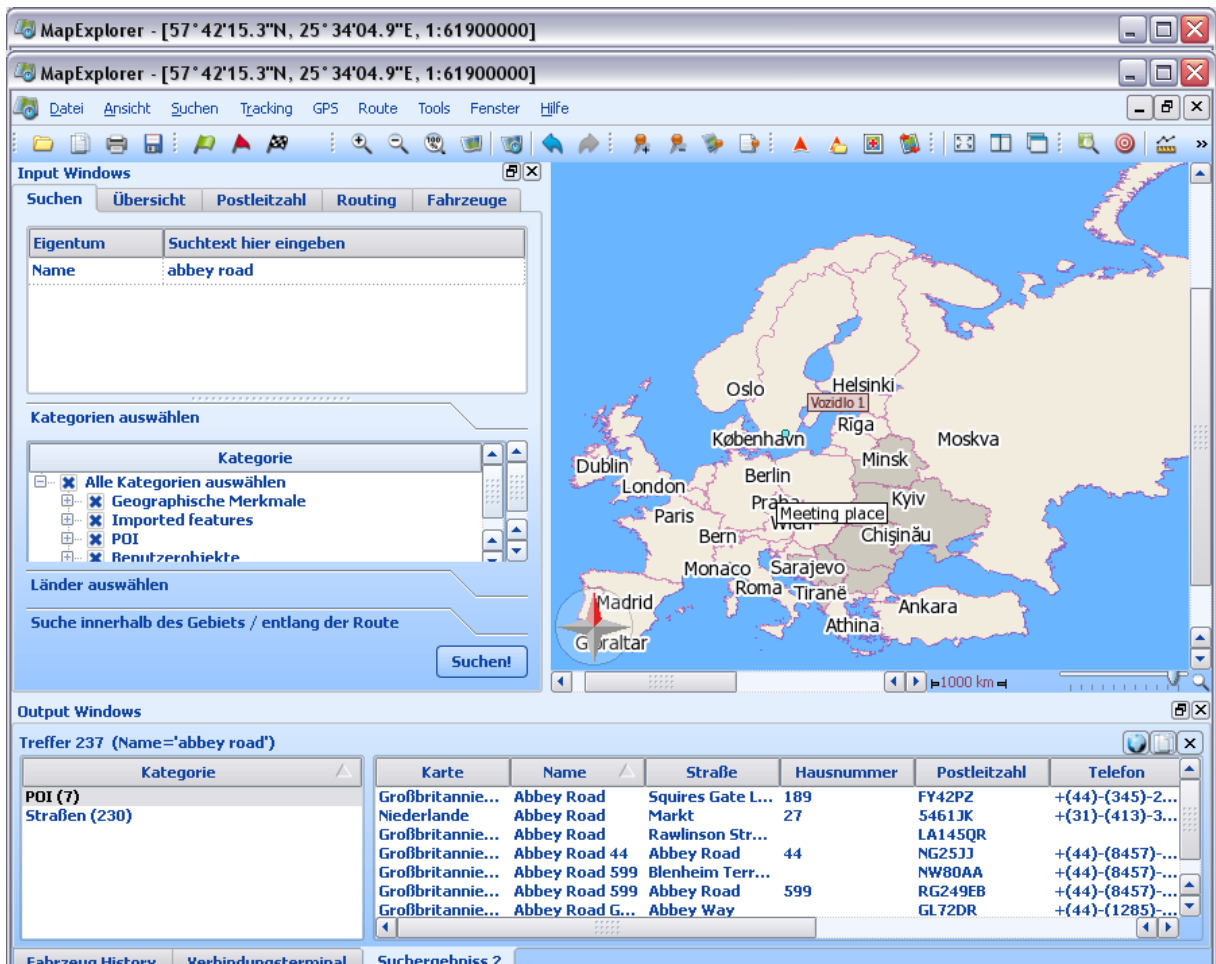 MapExplorer - [57°42'15.3"N, 25°34'04.9"E, 1:61900000]
MapExplorer - [57°42'15.3"N, 25°34'04.9"E, 1:61900000]
Datei Ansicht Suchen Tracking GPS Route Tools Fenster Hilfe
Input Windows
Suchen Übersicht Postleitzahl Routing Fahrzeuge
Eigentum Suchtext hier eingeben
Name abbey road
Kategorien auswählen
Kategorie
Alle Kategorien auswählen
Geographische Merkmale
Imported features
POI
Benutzerobjekte
Länder auswählen
Suche innerhalb des Gebiets / entlang der Route
Suchen!
Oslo
Helsinki
Vozidlo 1
Rīga
København
Moskva
Minsk
Dublin
Berlin
London
Praha
Kyiv
Paris
Meeting place
Wien
Bern
Chişinău
Monaco
Sarajevo
Roma
Tiranë
Madrid
Ankara
Athina
Gibraltar
1000 km
Output Windows
Treffer 237 (Name='abbey road')
Kategorie
POI (7)
Straßen (230)
Karte Name Straße Hausnummer Postleitzahl Telefon
Großbritannie... Abbey Road Squires Gate L... 189 FY42PZ +(44)-(345)-2...
Niederlande Abbey Road Markt 27 5461JK +(31)-(413)-3...
Großbritannie... Abbey Road Rawlinson Str... LA145QR
Großbritannie... Abbey Road 44 Abbey Road 44 NG25JJ +(44)-(8457)-...
Großbritannie... Abbey Road 599 Blenheim Terr... NW80AA +(44)-(8457)-...
Großbritannie... Abbey Road 599 Abbey Road 599 RG249EB +(44)-(8457)-...
Großbritannie... Abbey Road G... Abbey Way GL72DR +(44)-(1285)-...
Fahrzeug History Verbindungsterminal Suchergebniss 2